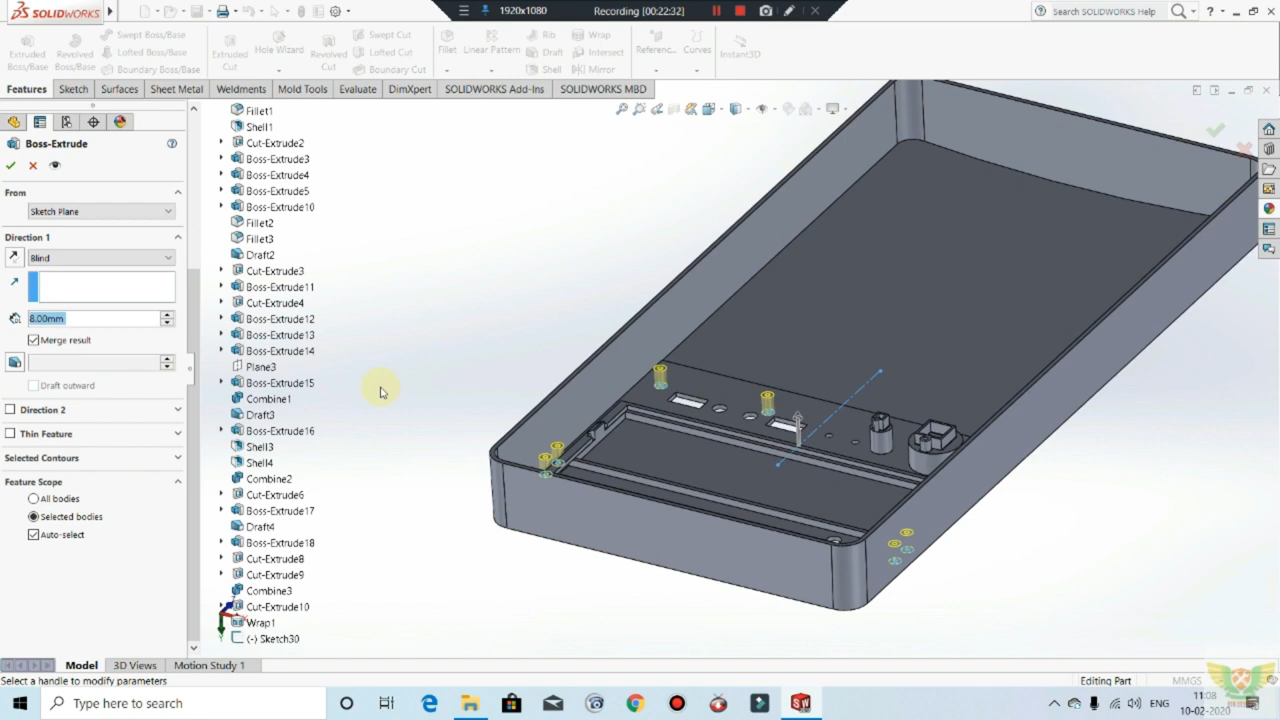 1920x1080
Recording [00:22:32]
SOLIDWORKS
Search SOLIDWORKS Help
Extruded Boss/Base
Revolved Boss/Base
Swept Boss/Base
Lofted Boss/Base
Boundary Boss/Base
Extruded Cut
Hole Wizard
Revolved Cut
Swept Cut
Lofted Cut
Boundary Cut
Fillet
Linear Pattern
Rib
Draft
Shell
Wrap
Intersect
Mirror
Referenc...
Curves
Instant3D
Features
Sketch
Surfaces
Sheet Metal
Weldments
Mold Tools
Evaluate
DimXpert
SOLIDWORKS Add-Ins
SOLIDWORKS MBD
Boss-Extrude
From
Sketch Plane
Direction 1
Blind
8.00mm
Merge result
Draft outward
Direction 2
Thin Feature
Selected Contours
Feature Scope
All bodies
Selected bodies
Auto-select
Fillet1
Shell1
Cut-Extrude2
Boss-Extrude3
Boss-Extrude4
Boss-Extrude5
Boss-Extrude10
Fillet2
Fillet3
Draft2
Cut-Extrude3
Boss-Extrude11
Cut-Extrude4
Boss-Extrude12
Boss-Extrude13
Boss-Extrude14
Plane3
Boss-Extrude15
Combine1
Draft3
Boss-Extrude16
Shell3
Shell4
Combine2
Cut-Extrude6
Boss-Extrude17
Draft4
Boss-Extrude18
Cut-Extrude8
Cut-Extrude9
Combine3
Cut-Extrude10
Wrap1
(-) Sketch30
Model
3D Views
Motion Study 1
Select a handle to modify parameters
Editing Part
MMGS
Type here to search
ENG
11:08
10-02-2020